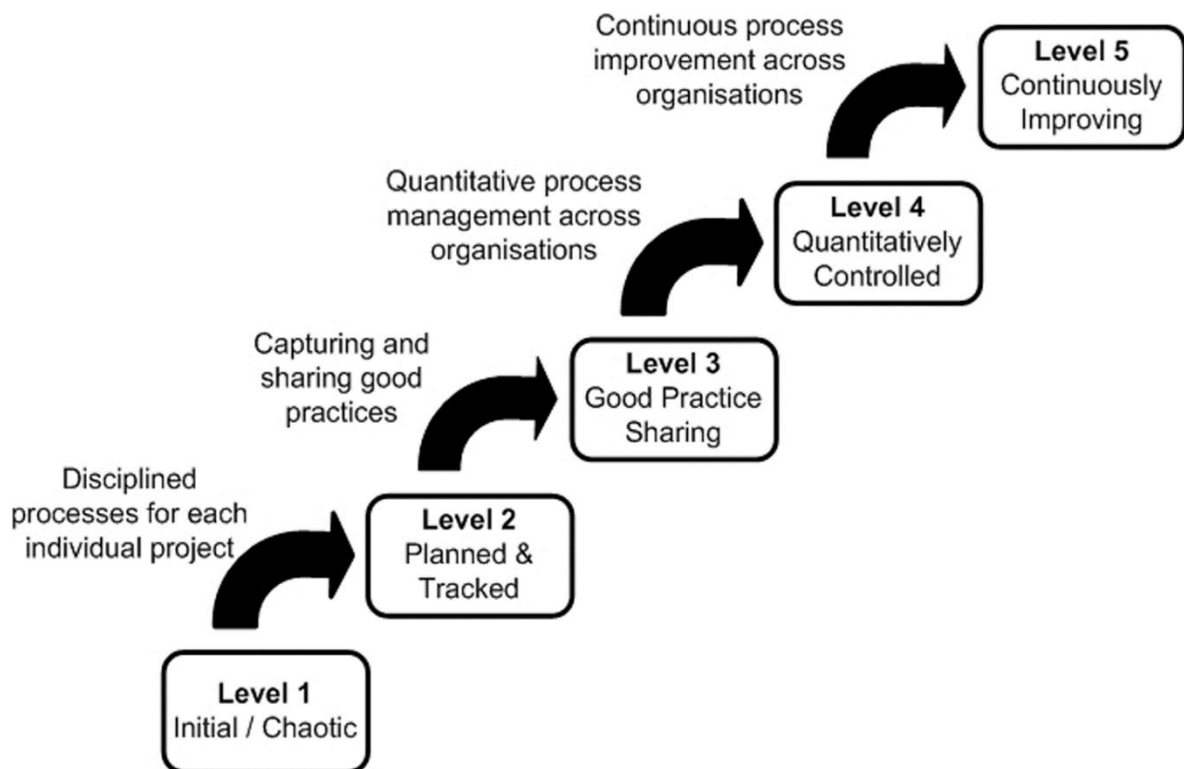 Continuous process
improvement across
organisations
Level 5
Continuously
Improving
Quantitative process
management across
organisations
Level 4
Quantitatively
Controlled
Capturing and
sharing good
practices
Level 3
Good Practice
Sharing
Disciplined
processes for each
individual project
Level 2
Planned &
Tracked
Level 1
Initial / Chaotic